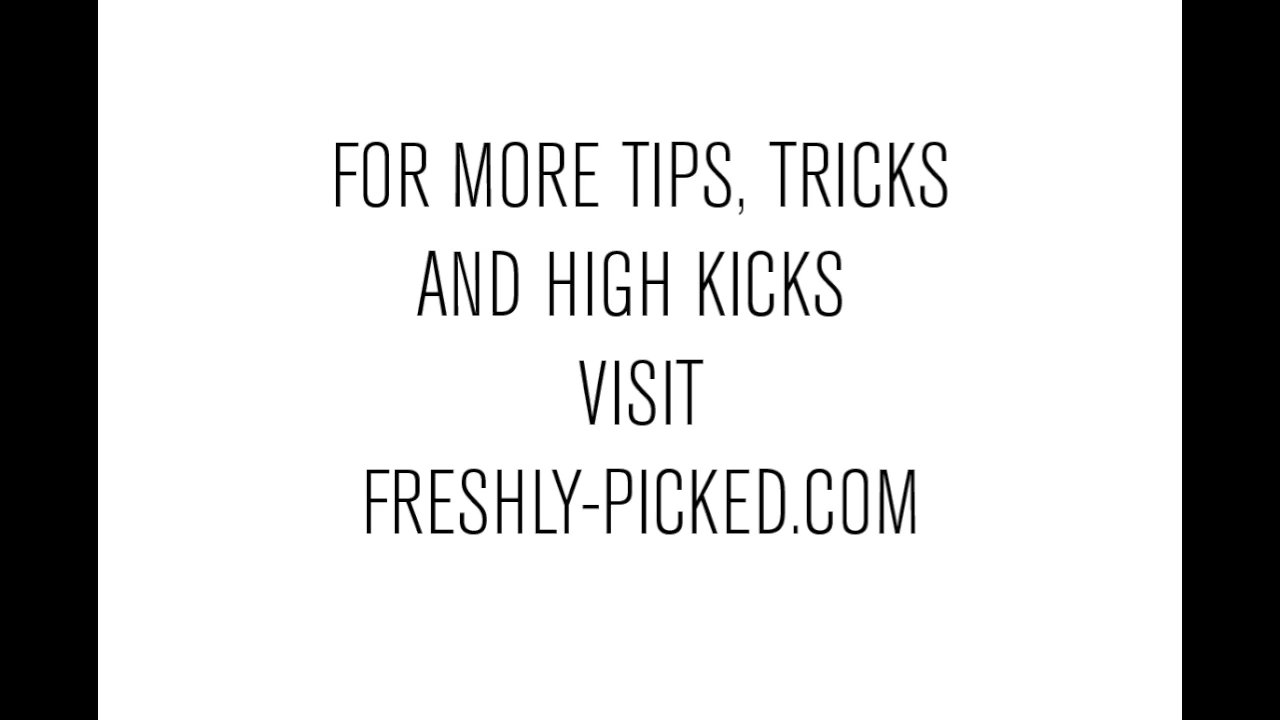 FOR MORE TIPS, TRICKS
AND HIGH KICKS
VISIT
FRESHLY-PICKED.COM